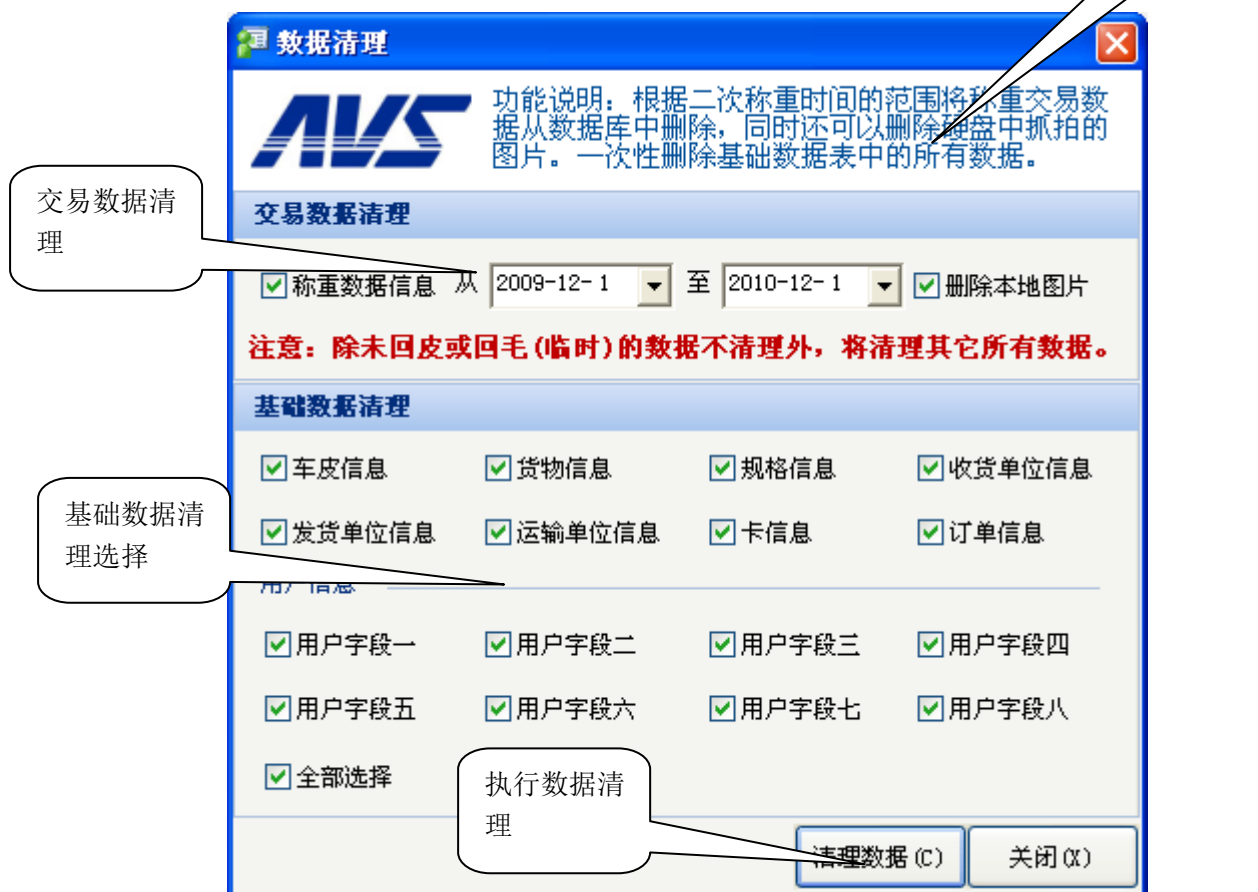 数据清理
AVS
功能说明：根据二次称重时间的范围将称重交易数
据从数据库中删除，同时还可以删除硬盘中抓拍的
图片。一次性删除基础数据表中的所有数据。
交易数据清
理
交易数据清理
称重数据信息 从 2009-12- 1 至 2010-12- 1 删除本地图片
注意：除未回皮或回毛(临时)的数据不清理外，将清理其它所有数据。
基础数据清理
车皮信息 货物信息 规格信息 收货单位信息
基础数据清
理选择
发货单位信息 运输单位信息 卡信息 订单信息
用户信息
用户字段一 用户字段二 用户字段三 用户字段四
用户字段五 用户字段六 用户字段七 用户字段八
全部选择
执行数据清
理
清理数据(C) 关闭(X)